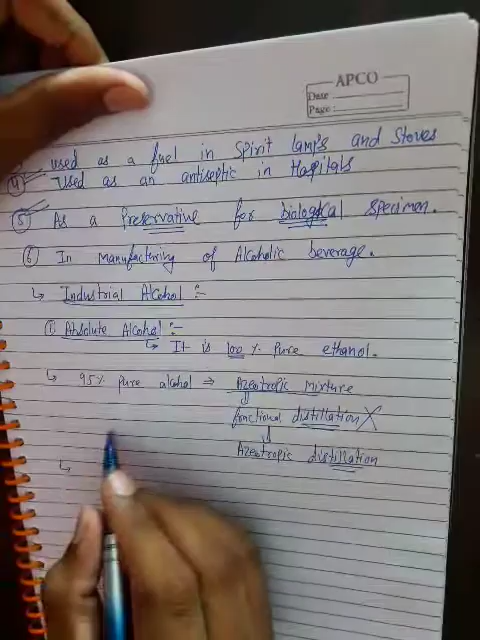 APCO
Date
Page
used as a fuel in Spirit lamps and Stoves
④ Used as an antiseptic in Hospitals
⑤ As a Preservative for biological Specimen.
⑥ In manufacturing of Alcoholic beverage.
↳ Industrial Alcohol :-
① Absolute Alcohol :-
↳ It is 100 % Pure ethanol.
↳ 95% pure alcohol ⇒ Azeotropic mixture
distillation X
↓
Azeotropic distillation
↳